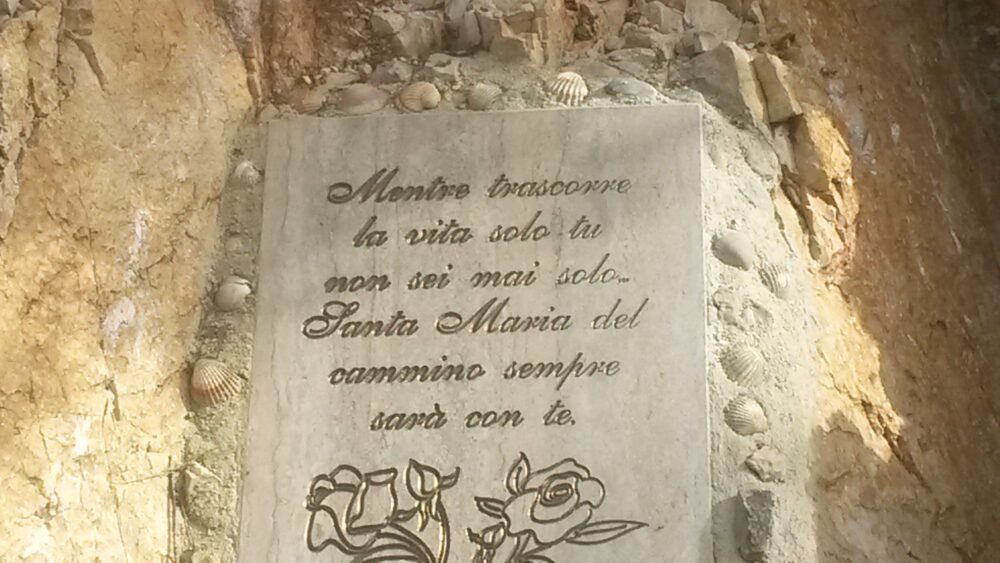 Mentre trascorre
la vita solo tu
non sei mai solo...
Santa Maria del
cammino sempre
sarà con te.